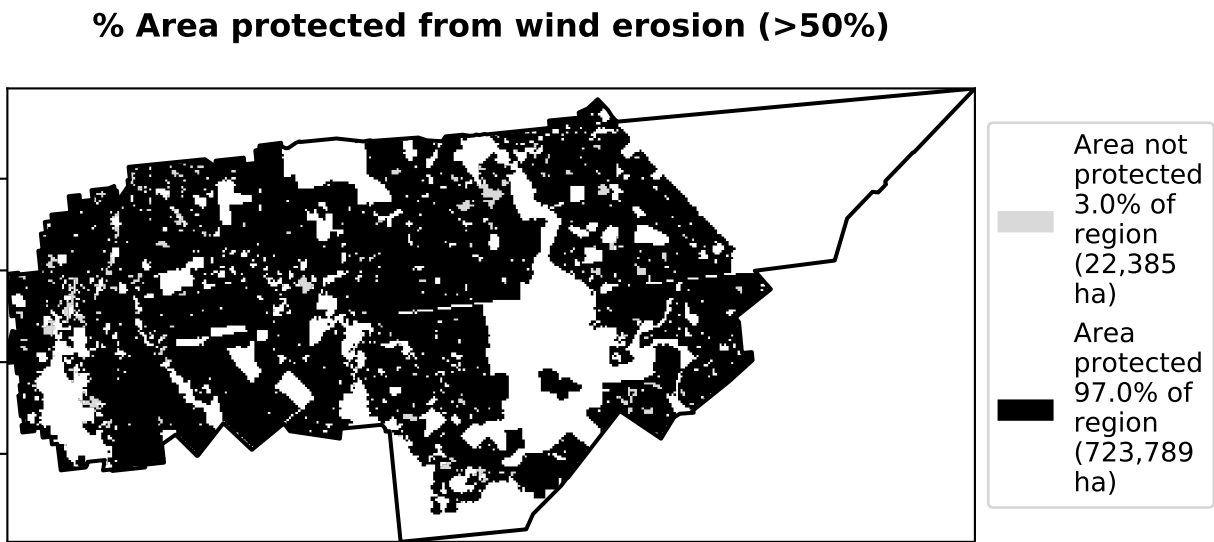 % Area protected from wind erosion (>50%)
Area not
protected
3.0% of
region
(22,385
ha)
Area
protected
97.0% of
region
(723,789
ha)